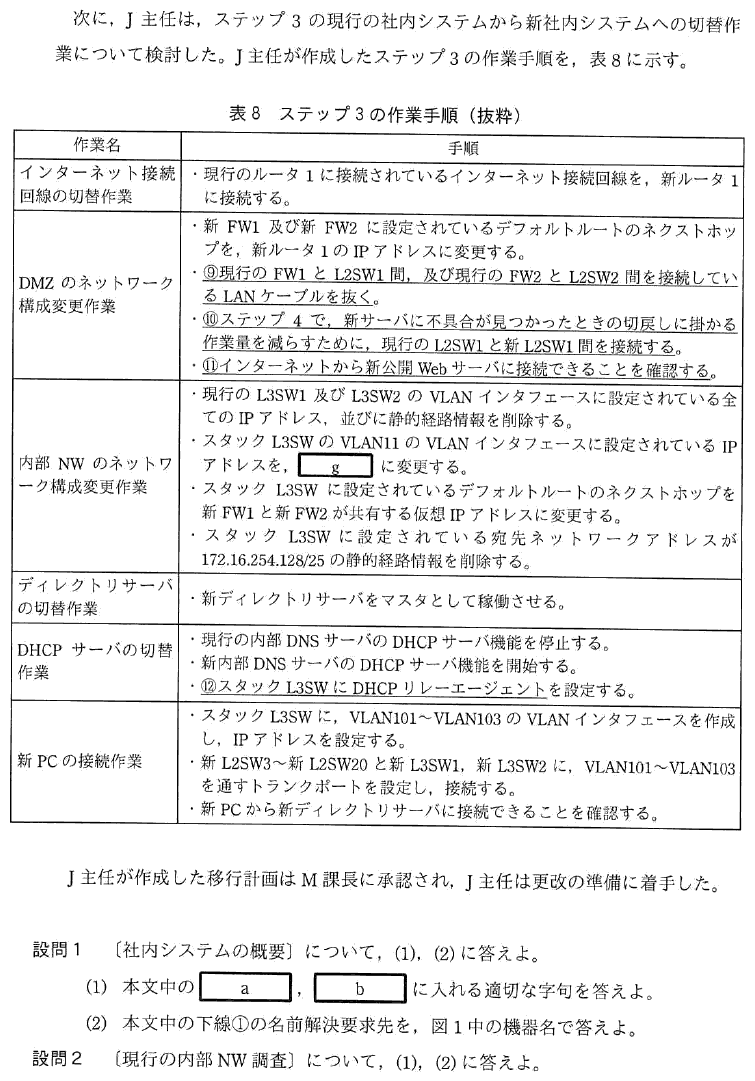 次に，J 主任は，ステップ 3 の現行の社内システムから新社内システムへの切替作
業について検討した。J 主任が作成したステップ 3 の作業手順を，表 8 に示す。
表 8　ステップ 3 の作業手順（抜粋）
作業名　手順
インターネット接続
回線の切替作業
・現行のルータ 1 に接続されているインターネット接続回線を，新ルータ 1
に接続する。
DMZ のネットワーク
構成変更作業
・新 FW1 及び新 FW2 に設定されているデフォルトルートのネクストホッ
プを，新ルータ 1 の IP アドレスに変更する。
・⑨現行の FW1 と L2SW1 間，及び現行の FW2 と L2SW2 間を接続してい
る LAN ケーブルを抜く。
・⑩ステップ 4 で，新サーバに不具合が見つかったときの切戻しに掛かる
作業量を減らすために，現行の L2SW1 と新 L2SW1 間を接続する。
・⑪インターネットから新公開 Web サーバに接続できることを確認する。
内部 NW のネットワ
ーク構成変更作業
・現行の L3SW1 及び L3SW2 の VLAN インタフェースに設定されている全
ての IP アドレス，並びに静的経路情報を削除する。
・スタック L3SW の VLAN11 の VLAN インタフェースに設定されている IP
アドレスを， g に変更する。
・スタック L3SW に設定されているデフォルトルートのネクストホップを
新 FW1 と新 FW2 が共有する仮想 IP アドレスに変更する。
・スタック L3SW に設定されている宛先ネットワークアドレスが
172.16.254.128/25 の静的経路情報を削除する。
ディレクトリサーバ
の切替作業
・新ディレクトリサーバをマスタとして稼働させる。
DHCP サーバの切替
作業
・現行の内部 DNS サーバの DHCP サーバ機能を停止する。
・新内部 DNS サーバの DHCP サーバ機能を開始する。
・⑫スタック L3SW に DHCP リレーエージェントを設定する。
新 PC の接続作業
・スタック L3SW に，VLAN101～VLAN103 の VLAN インタフェースを作成
し，IP アドレスを設定する。
・新 L2SW3～新 L2SW20 と新 L3SW1，新 L3SW2 に，VLAN101～VLAN103
を通すトランクポートを設定し，接続する。
・新 PC から新ディレクトリサーバに接続できることを確認する。
J 主任が作成した移行計画は M 課長に承認され，J 主任は更改の準備に着手した。
設問 1　〔社内システムの概要〕について，(1)，(2) に答えよ。
(1)　本文中の a ， b に入れる適切な字句を答えよ。
(2)　本文中の下線①の名前解決要求先を，図 1 中の機器名で答えよ。
設問 2　〔現行の内部 NW 調査〕について，(1)，(2) に答えよ。